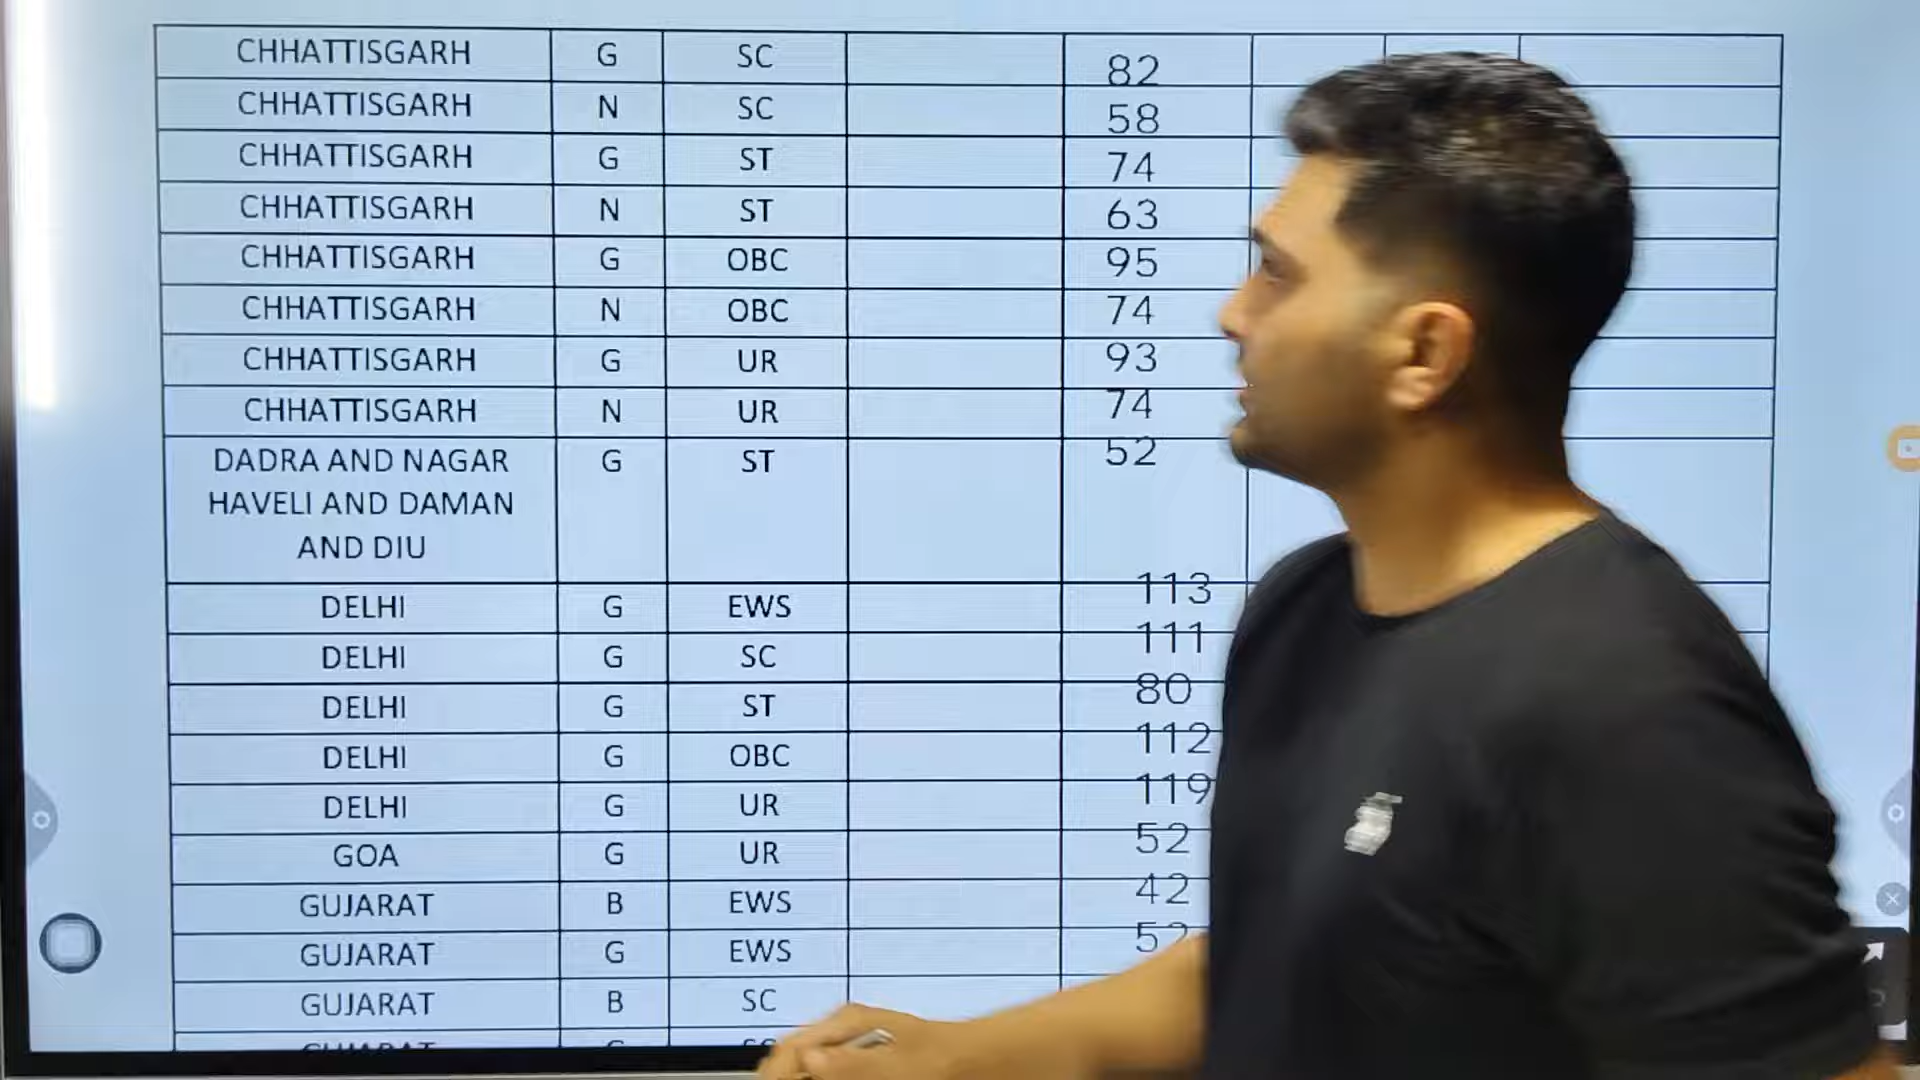 CHHATTISGARH G SC 82
CHHATTISGARH N SC 58
CHHATTISGARH G ST 74
CHHATTISGARH N ST 63
CHHATTISGARH G OBC 95
CHHATTISGARH N OBC 74
CHHATTISGARH G UR 93
CHHATTISGARH N UR 74
DADRA AND NAGAR G ST 52
HAVELI AND DAMAN
AND DIU
DELHI G EWS 113
DELHI G SC 111
DELHI G ST 80
DELHI G OBC 112
DELHI G UR 119
GOA G UR 52
GUJARAT B EWS 42
GUJARAT G EWS
GUJARAT B SC